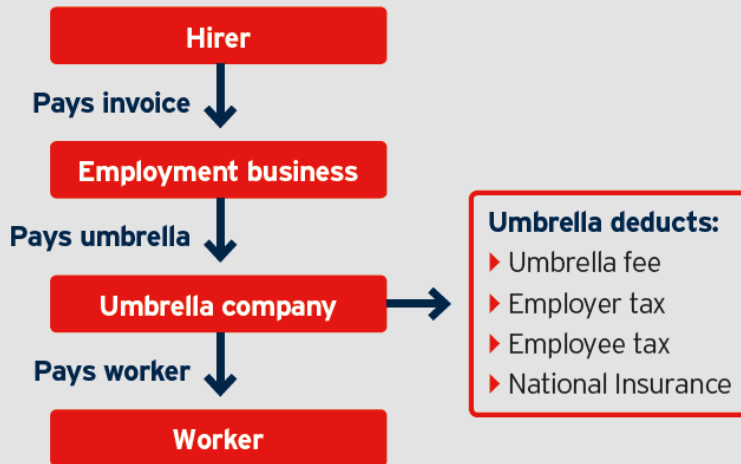 Hirer
Pays invoice
Employment business
Pays umbrella
Umbrella company
Pays worker
Worker
Umbrella deducts:
Umbrella fee
Employer tax
Employee tax
National Insurance